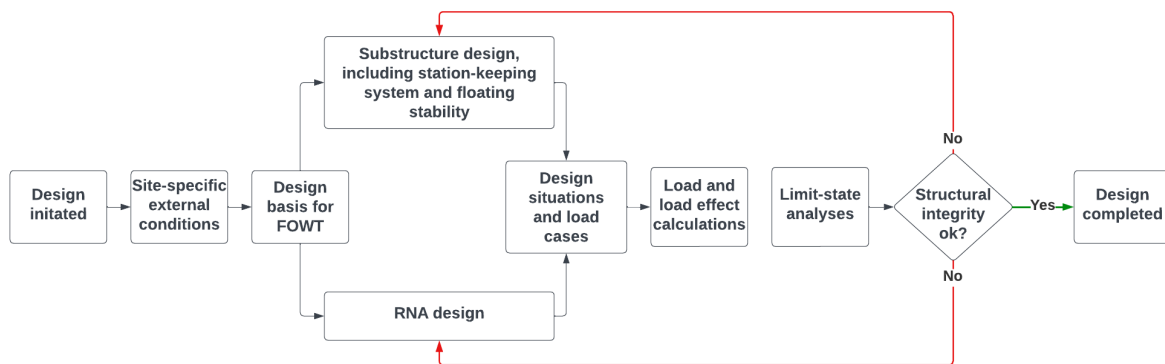 Design
initated
Site-specific
external
conditions
Design
basis for
FOWT
Substructure design,
including station-keeping
system and floating
stability
RNA design
Design
situations
and load
cases
Load and
load effect
calculations
Limit-state
analyses
No
Structural
integrity
ok?
No
Yes
Design
completed